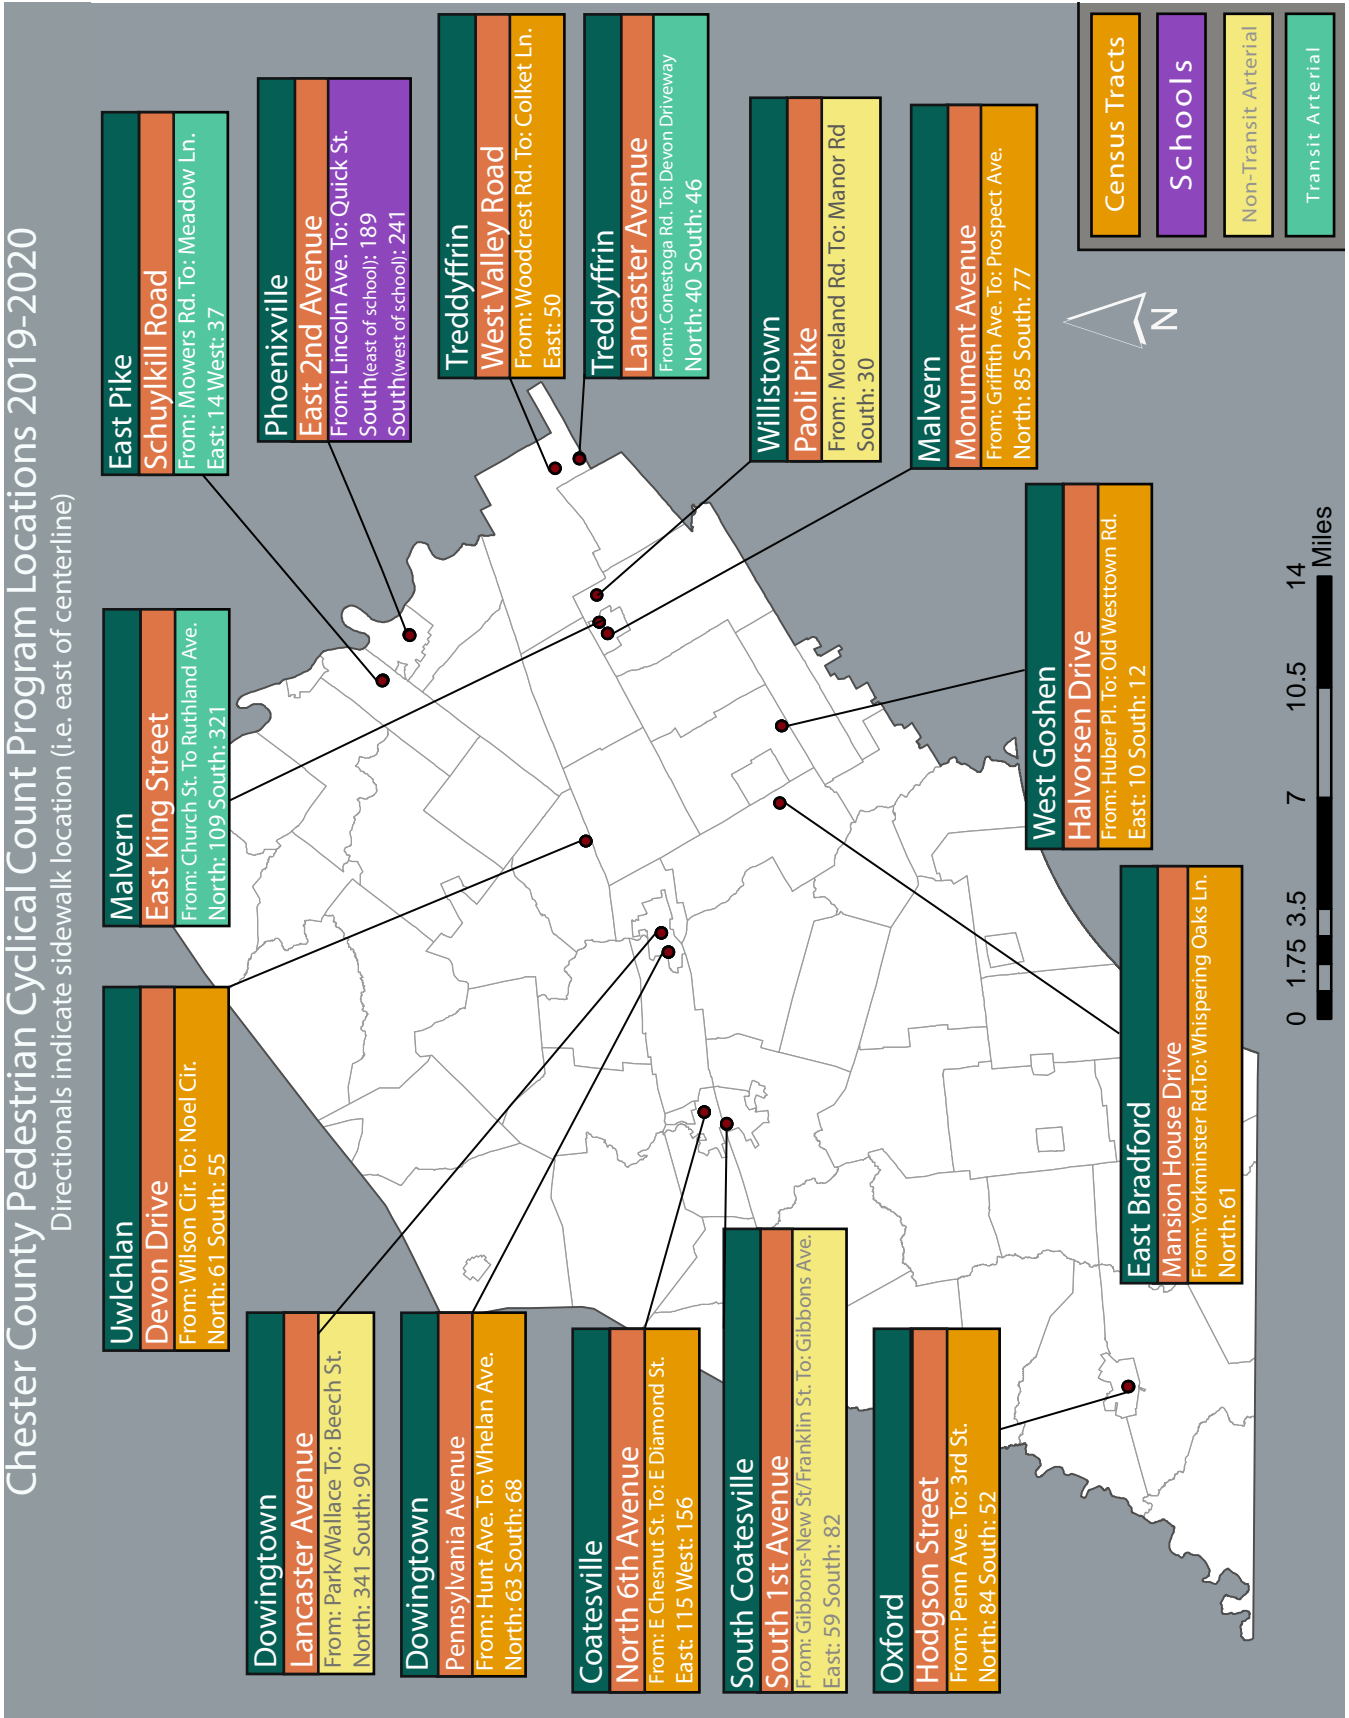 Chester County Pedestrian Cyclical Count Program Locations 2019-2020
Directionals indicate sidewalk location (i.e. east of centerline)
Uwlchlan
Devon Drive
From: Wilson Cir. To: Noel Cir.
North: 61 South: 55
Malvern
East King Street
From: Church St. To Ruthland Ave.
North: 109 South: 321
East Pike
Schuylkill Road
From: Mowers Rd. To: Meadow Ln.
East: 14 West: 37
Phoenixville
East 2nd Avenue
From: Lincoln Ave. To: Quick St.
South(east of school): 189
South(west of school); 241
Treddyffrin
West Valley Road
From: Woodcrest Rd. To: Colket Ln.
East: 50
Treddyffrin
Lancaster Avenue
From: Conestoga Rd. To: Devon Driveway
North: 40 South: 46
Willistown
Paoli Pike
From: Moreland Rd. To: Manor Rd
South: 30
Malvern
Monument Avenue
From: Griffith Ave. To: Prospect Ave.
North: 85 South: 77
West Goshen
Halvorsen Drive
From: Huber Pl. To: Old Westtown Rd.
East: 10 South: 12
East Bradford
Mansion House Drive
From: Yorkminster Rd.To: Whispering Oaks Ln.
North: 61
Dowingtown
Lancaster Avenue
From: Park/Wallace To: Beech St.
North: 341 South: 90
Dowingtown
Pennsylvania Avenue
From: Hunt Ave. To: Whelan Ave.
North: 63 South: 68
Coatesville
North 6th Avenue
From: E Chesnut St. To: E Diamond St.
East: 115 West: 156
South Coatesville
South 1st Avenue
From: Gibbons-New St/Franklin St. To: Gibbons Ave.
East: 59 South: 82
Oxford
Hodgson Street
From: Penn Ave. To: 3rd St.
North: 84 South: 52
N
Census Tracts
Schools
Non-Transit Arterial
Transit Arterial
0 1.75 3.5 7 10.5 14
Miles